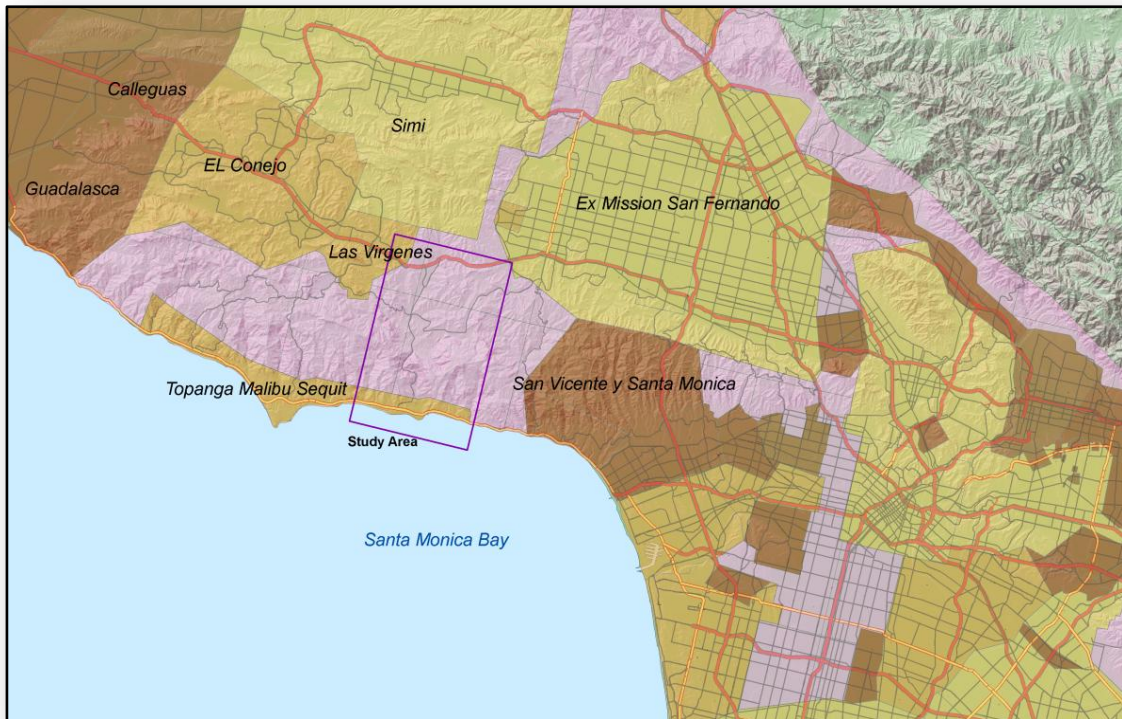 Calleguas
Simi
EL Conejo
Guadalasca
Ex Mission San Fernando
San
Las Virgenes
Topanga Malibu Sequit
San Vicente y Santa Monica
Study Area
Santa Monica Bay